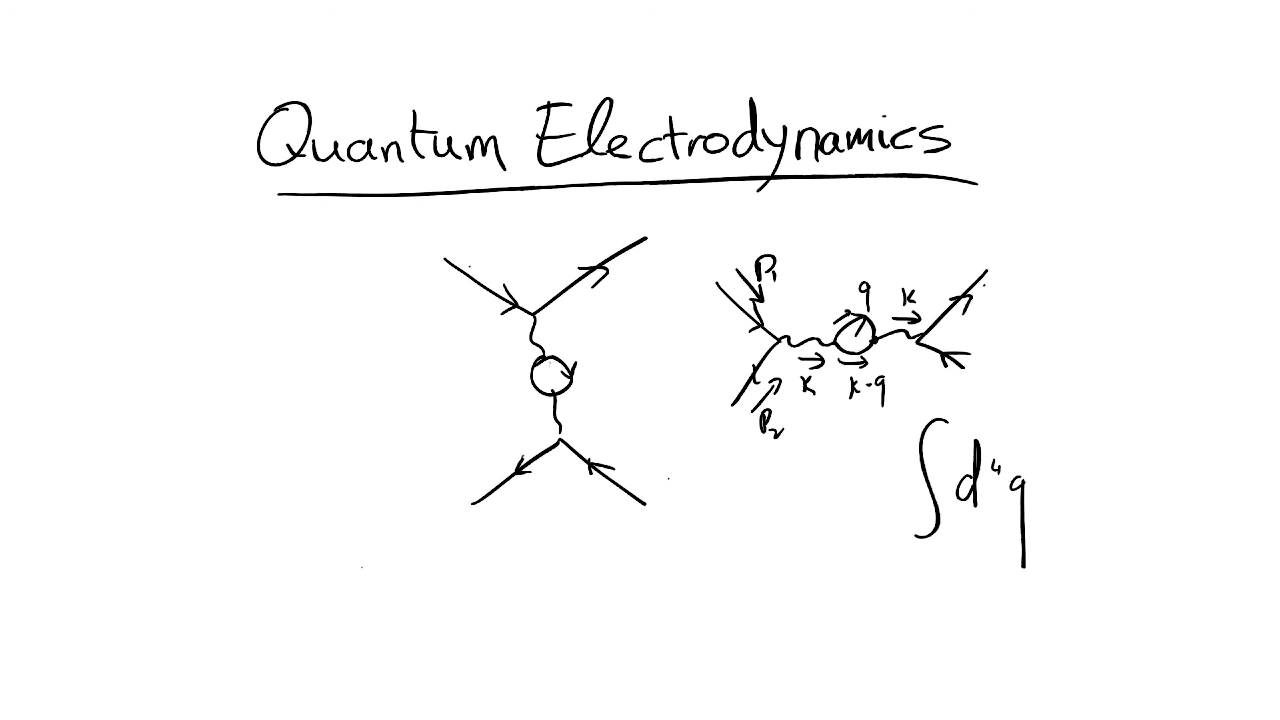 Quantum Electrodynamics
P₁
q
K
K
K-q
P₂
∫d⁴q